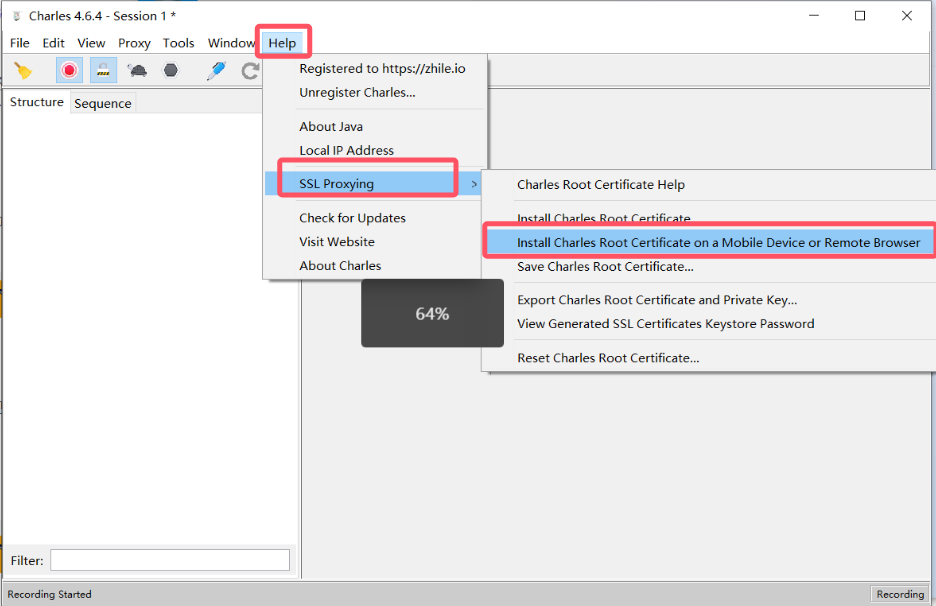 Charles 4.6.4 - Session 1 *
File Edit View Proxy Tools Window Help
Structure Sequence
Registered to https://zhile.io
Unregister Charles...
About Java
Local IP Address
SSL Proxying >
Check for Updates
Visit Website
About Charles
Charles Root Certificate Help
Install Charles Root Certificate
Install Charles Root Certificate on a Mobile Device or Remote Browser
Save Charles Root Certificate...
Export Charles Root Certificate and Private Key...
View Generated SSL Certificates Keystore Password
Reset Charles Root Certificate...
64%
Filter:
Recording Started
Recording